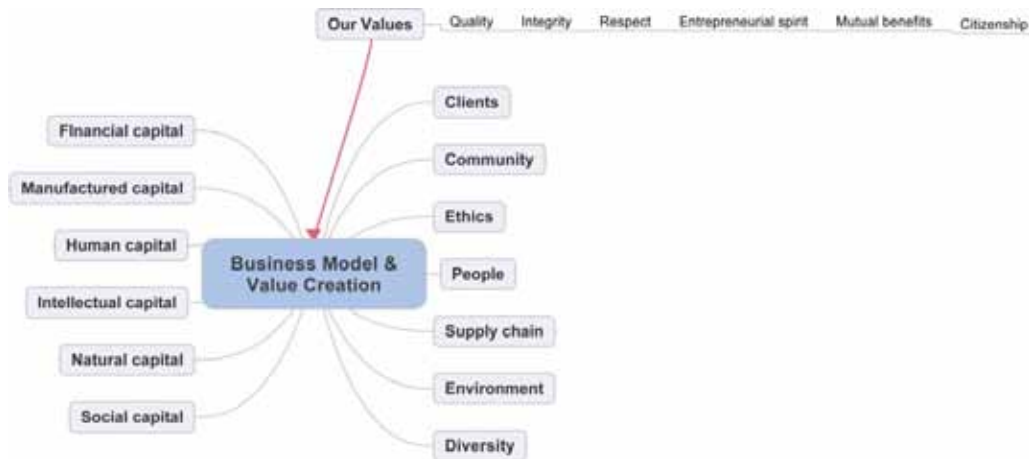 Our Values
Quality Integrity Respect Entrepreneurial spirit Mutual benefits Citizenship
FInancial capital
Manufactured capital
Human capital
Intellectual capital
Natural capital
Social capital
Business Model &
Value Creation
Clients
Community
Ethics
People
Supply chain
Environment
Diversity